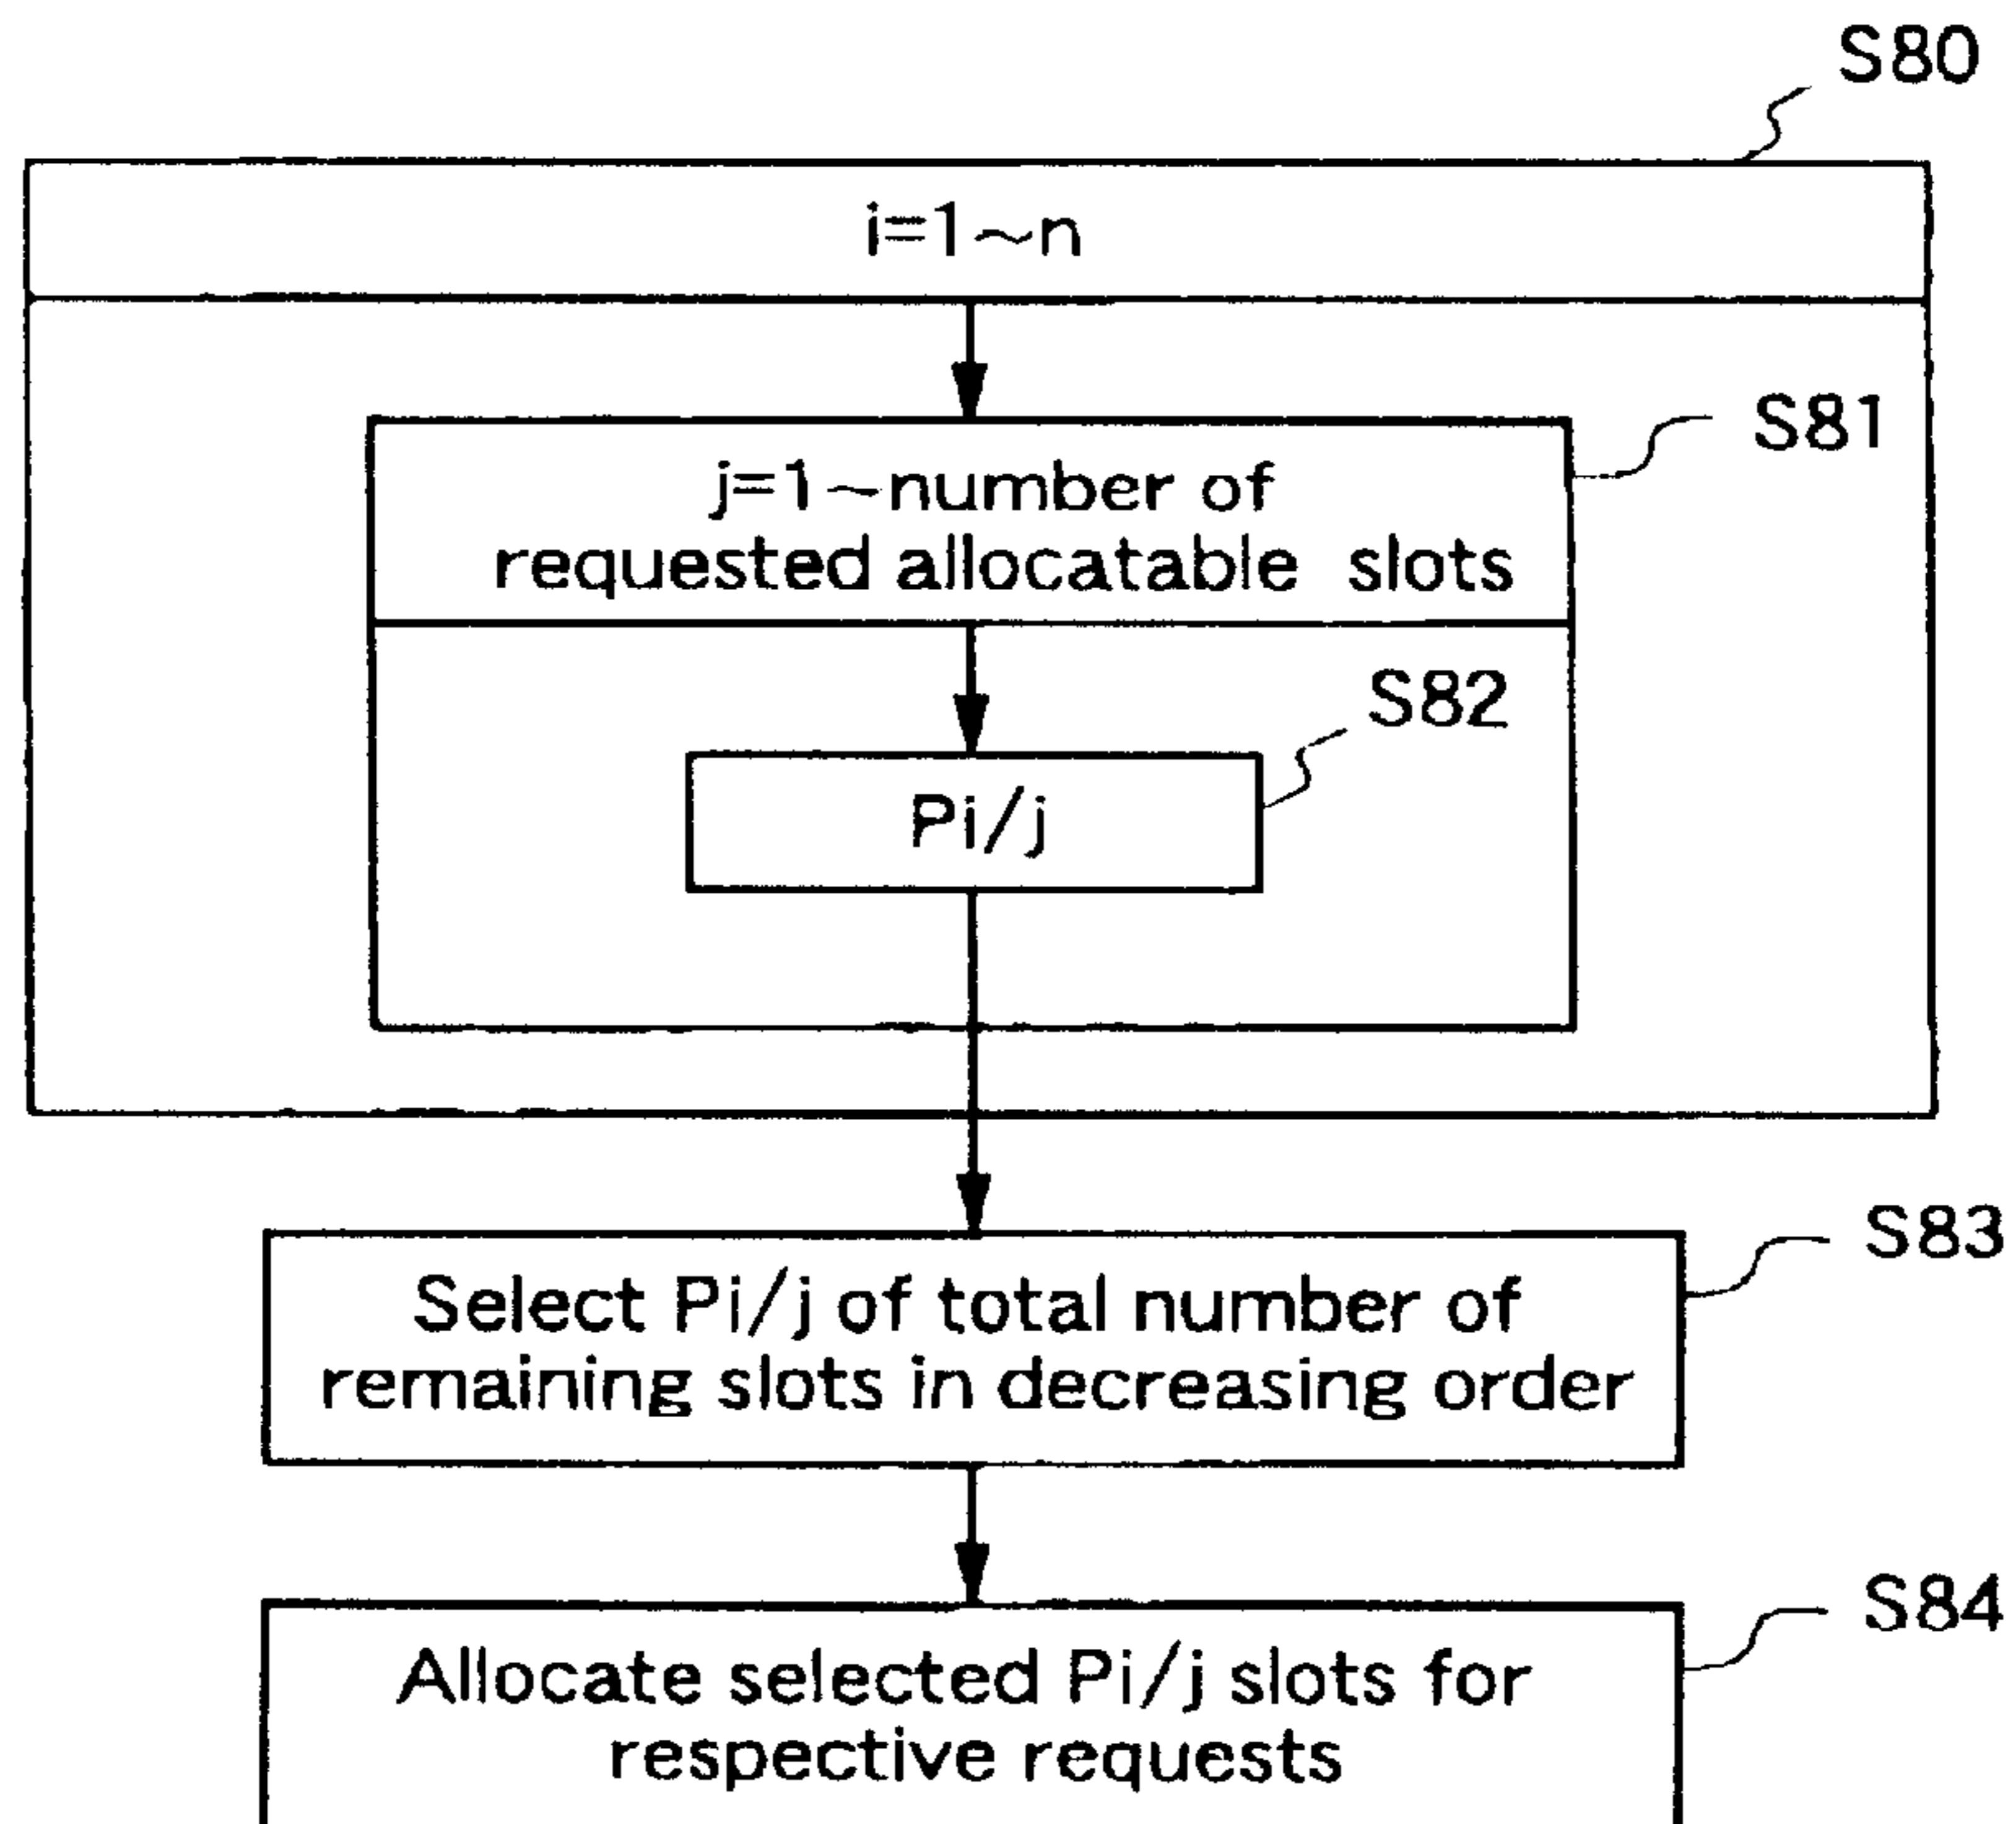 S80
i=1~n
S81
j=1~number of
requested allocatable slots
S82
Pi/j
S83
Select Pi/j of total number of
remaining slots in decreasing order
S84
Allocate selected Pi/j slots for
respective requests